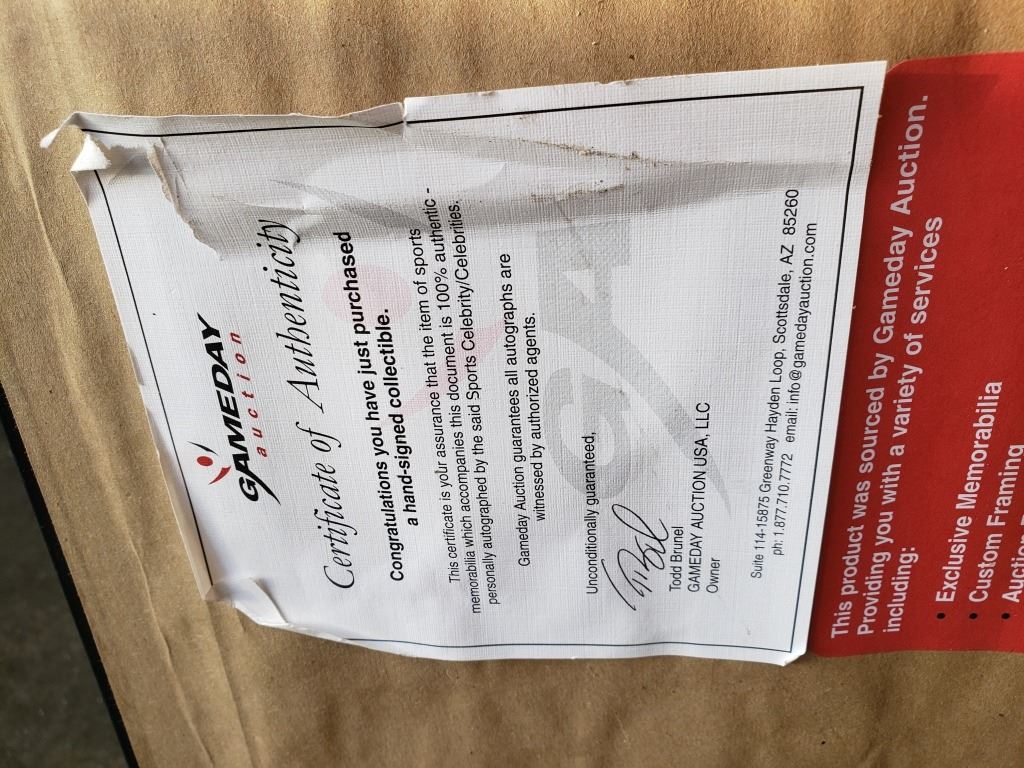 GAMEDAY
auction
Certificate of Authenticity
Congratulations you have just purchased
a hand-signed collectible.
This certificate is your assurance that the item of sports
memorabilia which accompanies this document is 100% authentic -
personally autographed by the said Sports Celebrity/Celebrities.
Gameday Auction guarantees all autographs are
witnessed by authorized agents.
Unconditionally guaranteed,
Todd Brunel
GAMEDAY AUCTION USA, LLC
Owner
Suite 114-15875 Greenway Hayden Loop, Scottsdale, AZ 85260
ph: 1.877.710.7772 email: info@gamedayauction.com
This product was sourced by Gameday Auction.
Providing you with a variety of services
including:
• Exclusive Memorabilia
• Custom Framing
• Auction